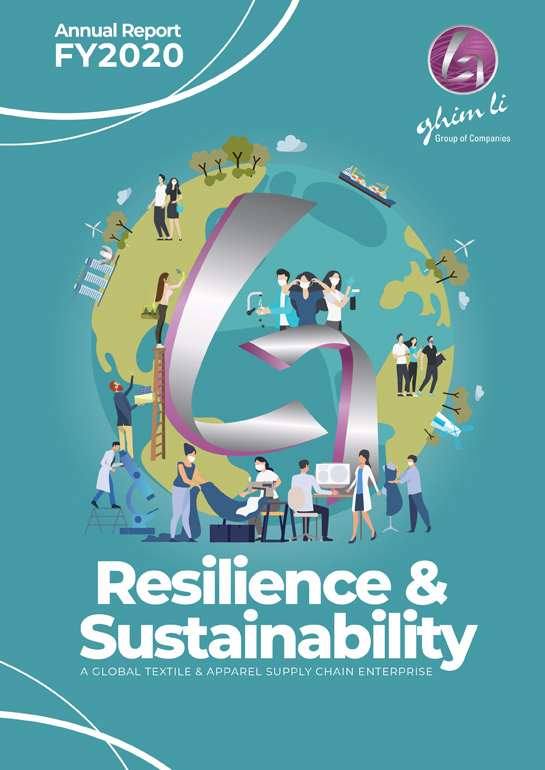 Annual Report
FY2020
ghim li
Group of Companies
Resilience &
Sustainability
A GLOBAL TEXTILE & APPAREL SUPPLY CHAIN ENTERPRISE